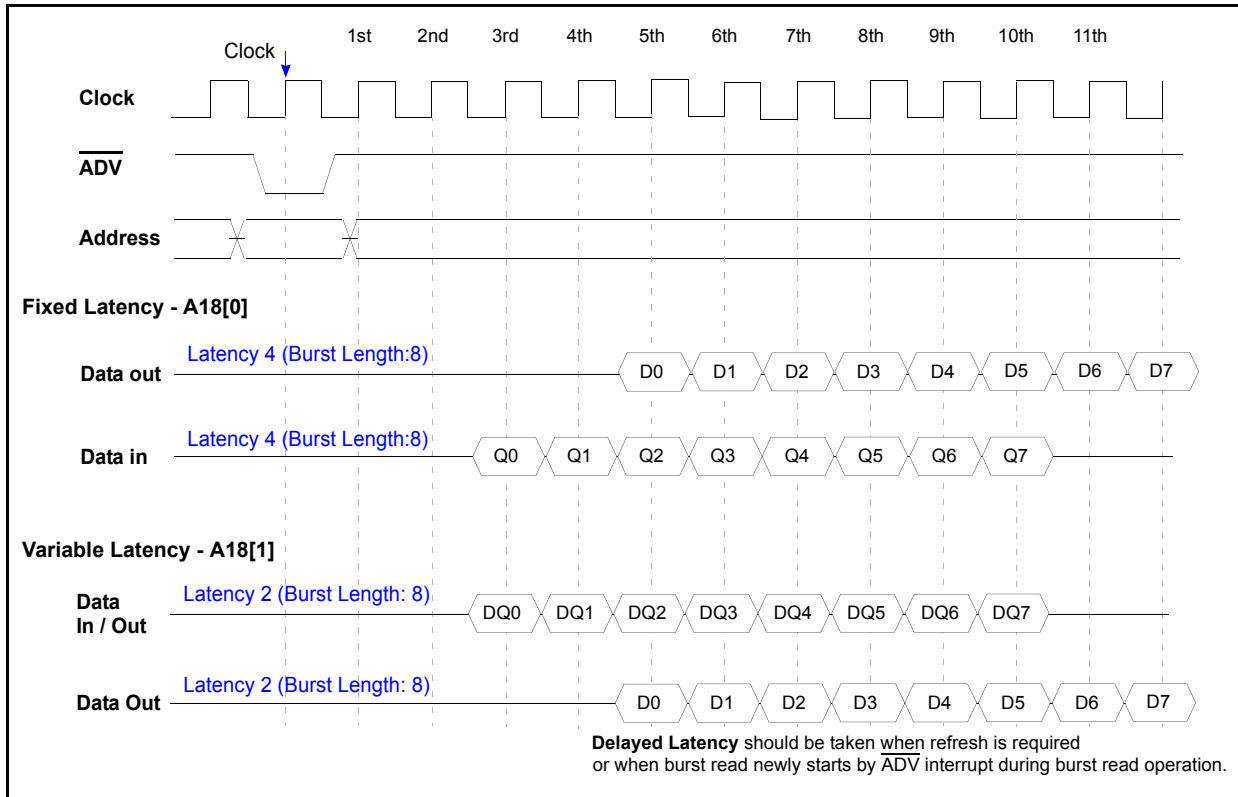 1st 2nd 3rd 4th 5th 6th 7th 8th 9th 10th 11th
Clock
Clock
ADV
Address
Fixed Latency - A18[0]
Latency 4 (Burst Length:8)
Data out D0 D1 D2 D3 D4 D5 D6 D7
Latency 4 (Burst Length:8)
Data in Q0 Q1 Q2 Q3 Q4 Q5 Q6 Q7
Variable Latency - A18[1]
Latency 2 (Burst Length: 8)
Data
In / Out DQ0 DQ1 DQ2 DQ3 DQ4 DQ5 DQ6 DQ7
Latency 2 (Burst Length: 8)
Data Out D0 D1 D2 D3 D4 D5 D6 D7
Delayed Latency should be taken when refresh is required
or when burst read newly starts by ADV interrupt during burst read operation.